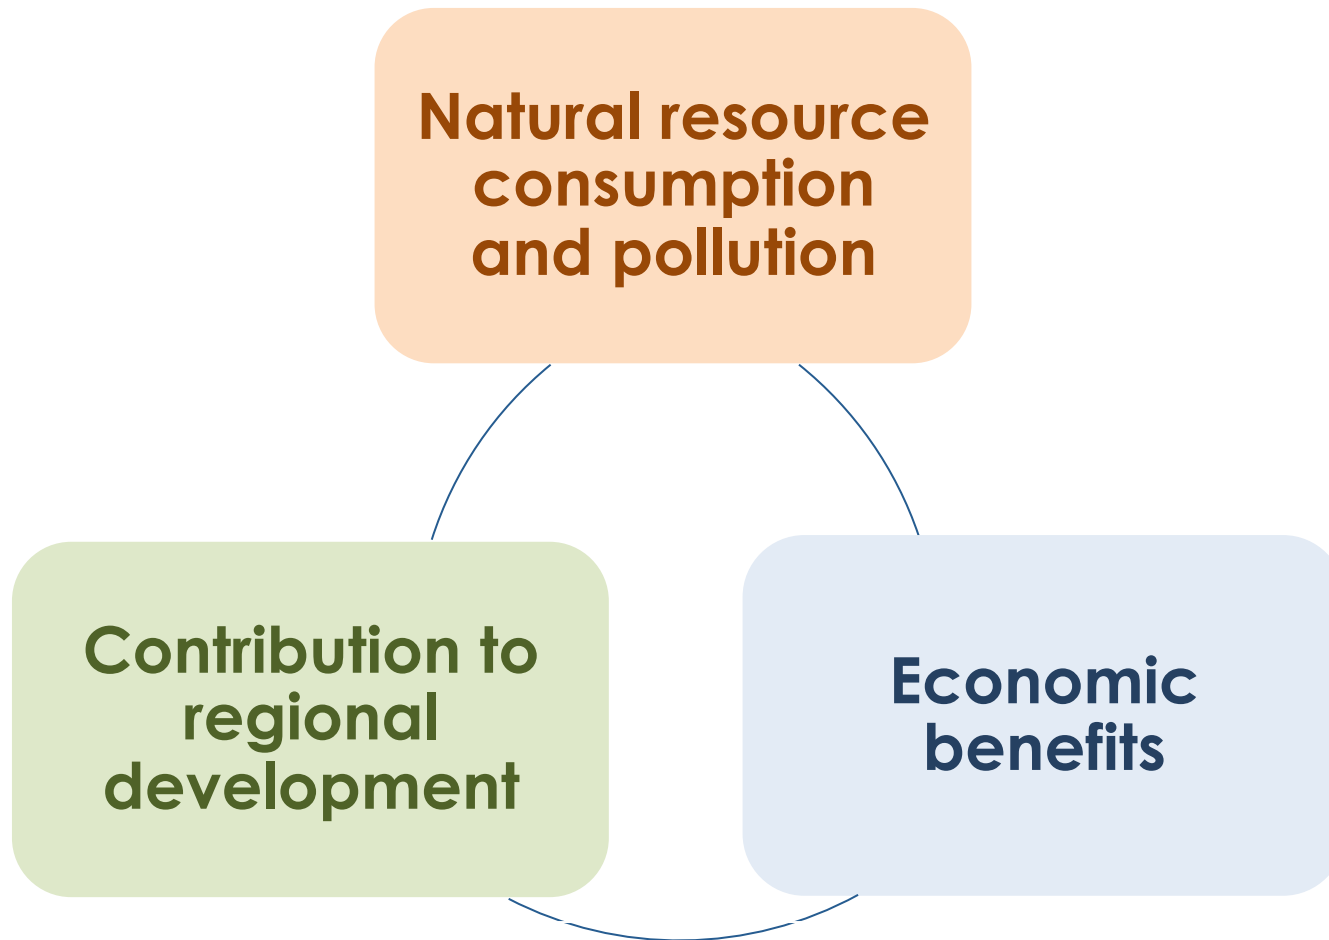 Natural resource
consumption
and pollution
Contribution to
regional
development
Economic
benefits